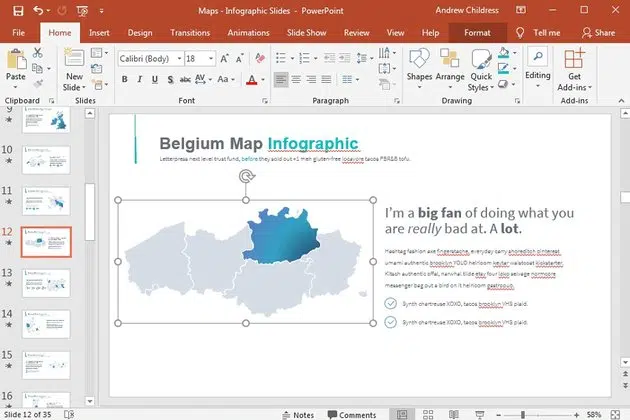 Maps - Infographic Slides - PowerPoint
Andrew Childress
File
Home
Insert
Design
Transitions
Animations
Slide Show
Review
View
Help
Format
Tell me
Share
Calibri (Body)
18
Paste
New
Slide
B I U S abc AV
Aa A
Shapes
Arrange
Quick
Styles
Editing
Get
Add-ins
Clipboard
Slides
Font
Paragraph
Drawing
Add-ins
9
10
11
12
13
14
15
16
Belgium Map Infographic
Letterpress next level trust fund, before they sold out +1 meh gluten-free locavore tacos PBR&B tofu.
I'm a big fan of doing what you
are really bad at. A lot.
Hashtag fashion axe fingerstache, everyday carry shoreditch pinterest
umami authentic brooklyn YOLO heirloom keytar waistcoat kickstarter.
Kitsch authentic offal, narwhal slide etsy four loko selvage normcore
messenger bag put a bird on it heirloom gastropub.
Synth chartreuse XOXO, tacos brooklyn VHS plaid.
Synth chartreuse XOXO, tacos brooklyn VHS plaid.
Slide 12 of 35
Notes
Comments
58%